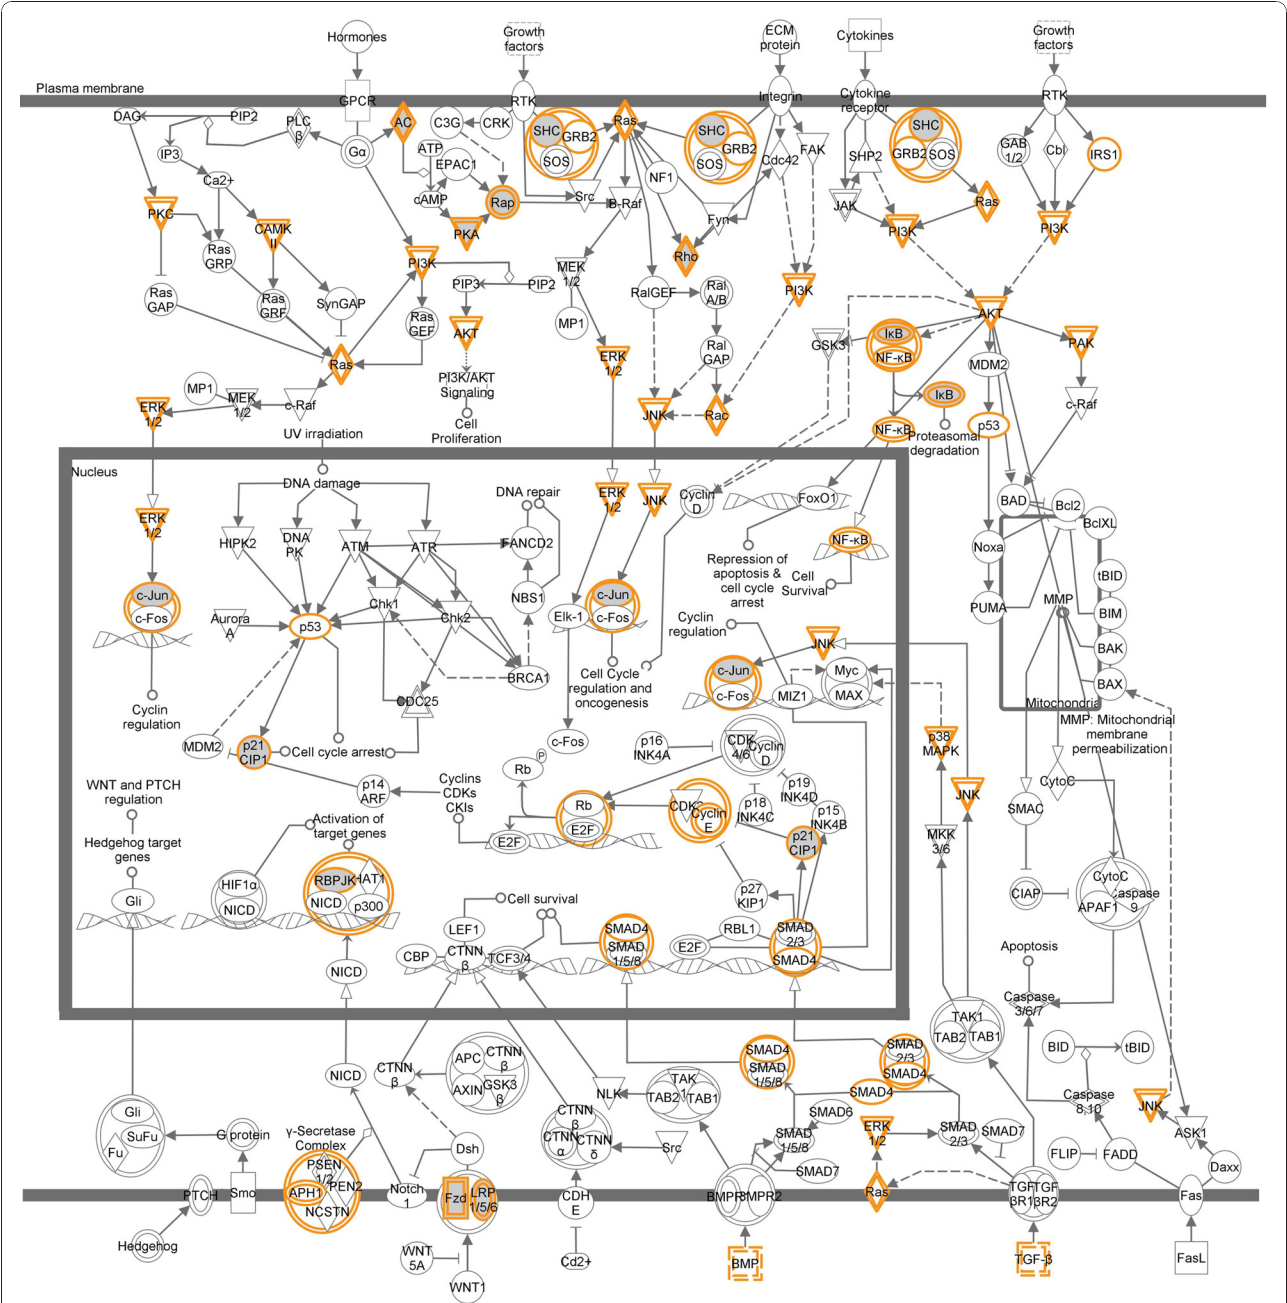 Hormones
Growth
factors
ECM
protein
Cytokines
Growth
factors
Plasma membrane
GPCR
RTK
Integrin
Cytokine
receptor
RTK
DAG
PIP2
PLC
β
AC
C3G
CRK
SHC
GRB2
SOS
Ras
SHC
GRB2
SOS
Cdc42
FAK
SHP2
SHC
GRB2
SOS
GAB
1/2
Cbl
IRS1
IP3
Gα
ATP
EPAC1
Ca2+
cAMP
Rap
Src
B-Raf
NF1
Fyn
JAK
Ras
PKC
CAMK
II
PKA
PI3K
PI3K
Ras
GRP
PI3K
MEK
1/2
Rho
PIP3
PIP2
RalGEF
Ral
A/B
PI3K
Ras
GAP
Ras
GRF
SynGAP
Ras
GEF
AKT
MP1
GSK3
IκB
NF-κB
AKT
PAK
Ras
PI3K/AKT
Signaling
ERK
1/2
Ral
GAP
MDM2
MP1
MEK
1/2
c-Raf
IκB
c-Raf
ERK
1/2
Cell
Proliferation
JNK
Rac
NF-κB
p53
Proteasomal
degradation
UV irradiation
Nucleus
DNA damage
DNA repair
ERK
1/2
JNK
Cyclin
D
FoxO1
BAD
Bcl2
BclXL
ERK
1/2
HIPK2
DNA
PK
ATM
ATR
FANCD2
NF-κB
Noxa
Repression of
apoptosis &
cell cycle
arrest
Cell
Survival
tBID
c-Jun
c-Fos
Aurora
A
p53
Chk1
Chk2
NBS1
Elk-1
c-Jun
c-Fos
Cyclin
regulation
PUMA
MMP
BIM
JNK
BAK
BRCA1
Cell Cycle
regulation and
oncogenesis
c-Jun
c-Fos
MIZ1
Myc
MAX
BAX
Cyclin
regulation
CDC25
Mitochondria
MMP: Mitochondrial
membrane
permeabilization
MDM2
p21
CIP1
Cell cycle arrest
c-Fos
p16
INK4A
CDK
4/6
Cyclin
D
p38
MAPK
WNT and PTCH
regulation
p14
ARF
Cyclins
CDKs
CKIs
Rb
P
p19
INK4D
JNK
CytoC
Rb
E2F
CDK2
Cyclin
E
p18
INK4C
p15
INK4B
SMAC
Hedgehog target
genes
Activation of
target genes
E2F
p21
CIP1
MKK
3/6
Gli
HIF1α
NICD
RBPJK
HAT1
NICD
p300
p27
KIP1
CIAP
CytoC
APAF1
Caspase
9
Cell survival
LEF1
CBP
CTNN
β
TCF3/4
SMAD4
SMAD
1/5/8
RBL1
E2F
SMAD
2/3
SMAD4
Apoptosis
NICD
Caspase
3/6/7
TAK1
TAB2
TAB1
NICD
CTNN
β
APC
CTNN
β
AXIN
GSK3
β
NLK
TAK
1
TAB2
TAB1
SMAD4
SMAD
1/5/8
SMAD
2/3
SMAD4
BID
tBID
SMAD4
Caspase
8,10
JNK
Gli
SuFu
Fu
G protein
γ-Secretase
Complex
CTNN
β
CTNN
α
CTNN
δ
Src
SMAD6
SMAD
1/5/8
ERK
1/2
SMAD
2/3
SMAD7
ASK1
Dsh
PSEN
1/2
PEN2
APH1
NCSTN
SMAD7
FLIP
FADD
Daxx
PTCH
Smo
Notch
1
Fzd
LRP
1/5/6
CDH
E
BMPR
BMPR2
Ras
TGF
βR1
TGF
βR2
Fas
Hedgehog
WNT
5A
Cd2+
BMP
TGF-β
FasL
WNT1